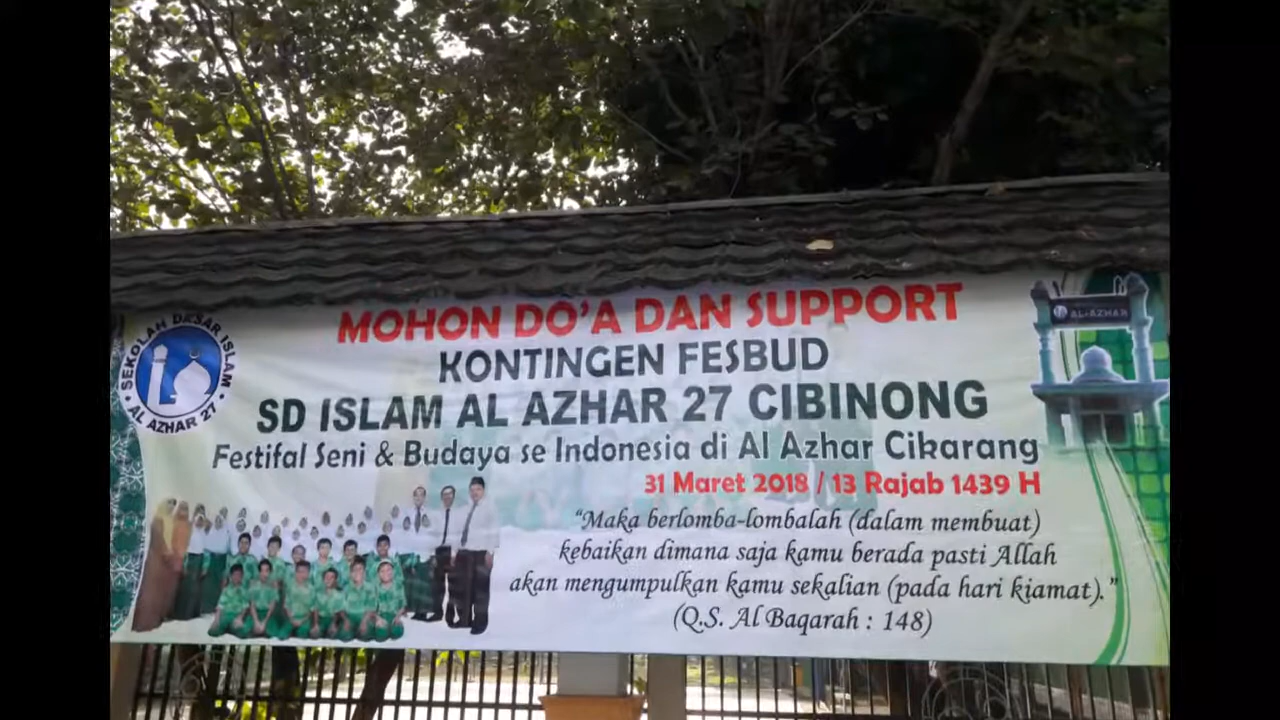 MOHON DO'A DAN SUPPORT
KONTINGEN FESBUD
SD ISLAM AL AZHAR 27 CIBINONG
Festifal Seni & Budaya se Indonesia di Al Azhar Cikarang
31 Maret 2018 / 13 Rajab 1439 H
"Maka berlomba-lombalah (dalam membuat)
kebaikan dimana saja kamu berada pasti Allah
akan mengumpulkan kamu sekalian (pada hari kiamat)."
(Q.S. Al Baqarah : 148)
SEKOLAH DASAR ISLAM
• AL AZHAR 27 •
AL-AZHAR